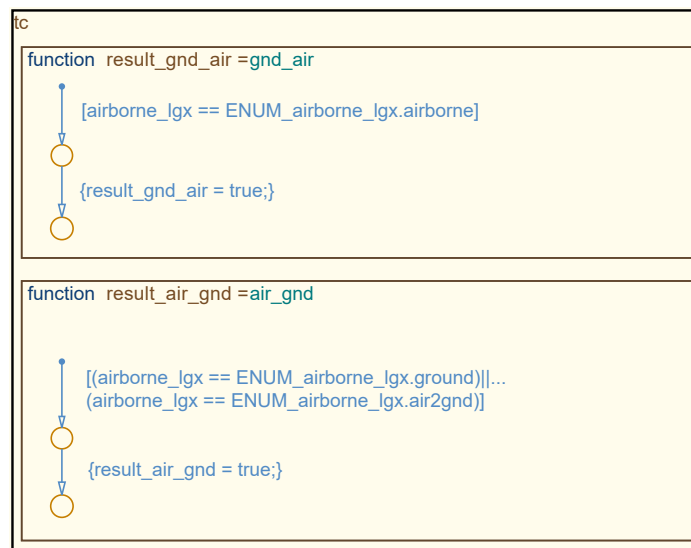 tc
function result_gnd_air =gnd_air
[airborne_lgx == ENUM_airborne_lgx.airborne]
{result_gnd_air = true;}
function result_air_gnd =air_gnd
[(airborne_lgx == ENUM_airborne_lgx.ground)||...
(airborne_lgx == ENUM_airborne_lgx.air2gnd)]
{result_air_gnd = true;}